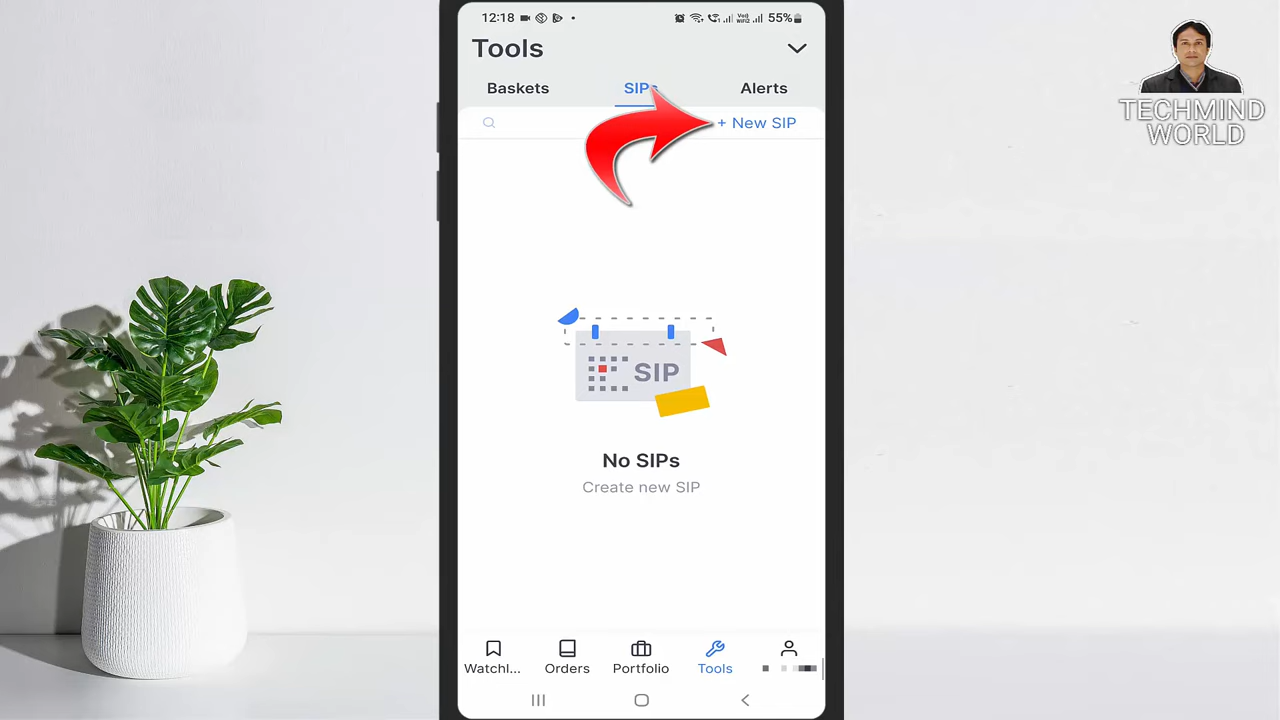 12:18
55%
Tools
Baskets
SIPs
Alerts
+ New SIP
SIP
No SIPs
Create new SIP
Watchl...
Orders
Portfolio
Tools
TECHMIND
WORLD